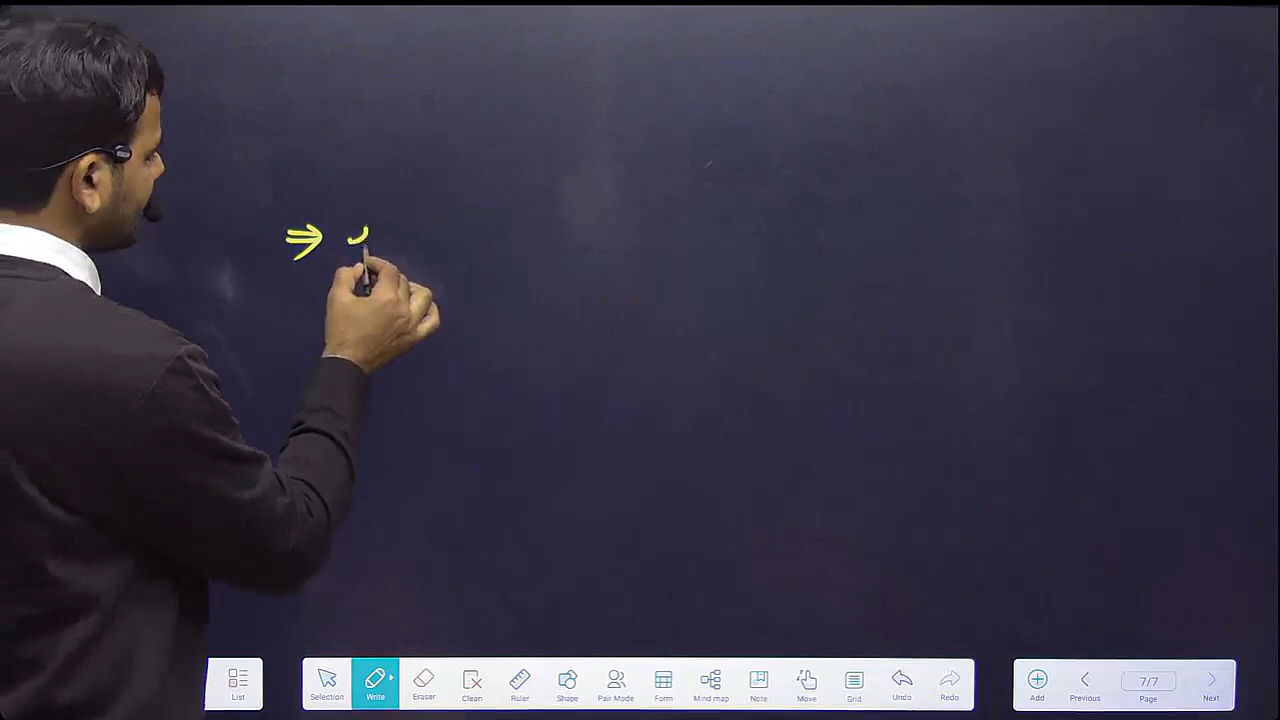 ⇒
List
Selection Write Eraser Clean Ruler Shape Pair Mode Form Mind map Note Move Grid Undo Redo
Add Previous 7/7 Page Next